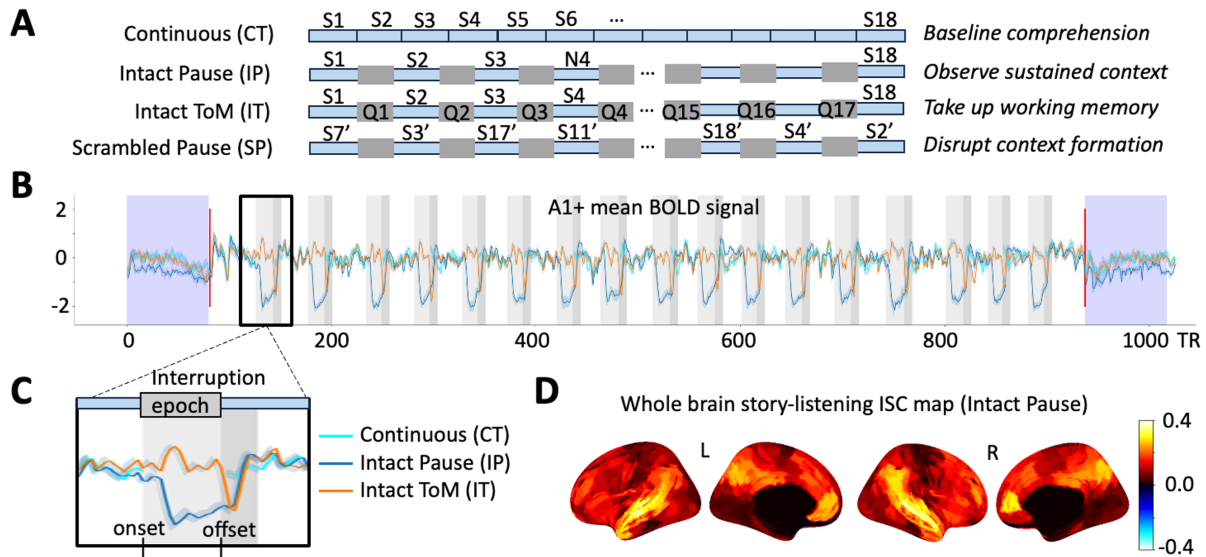 A
S1 S2 S3 S4 S5 S6 ... S18
Continuous (CT) Baseline comprehension
S1 S2 S3 N4 S18
Intact Pause (IP) ... Observe sustained context
S1 S2 S3 S4 S18
Intact ToM (IT) Q1 Q2 Q3 Q4 ... Q15 Q16 Q17 Take up working memory
S7’ S3’ S17’ S11’ S18’ S4’ S2’
Scrambled Pause (SP) ... Disrupt context formation
B
A1+ mean BOLD signal
2
0
-2
0 200 400 600 800 1000 TR
C
Interruption
epoch
onset offset
Continuous (CT)
Intact Pause (IP)
Intact ToM (IT)
D
Whole brain story-listening ISC map (Intact Pause)
L R
0.4
0.0
-0.4